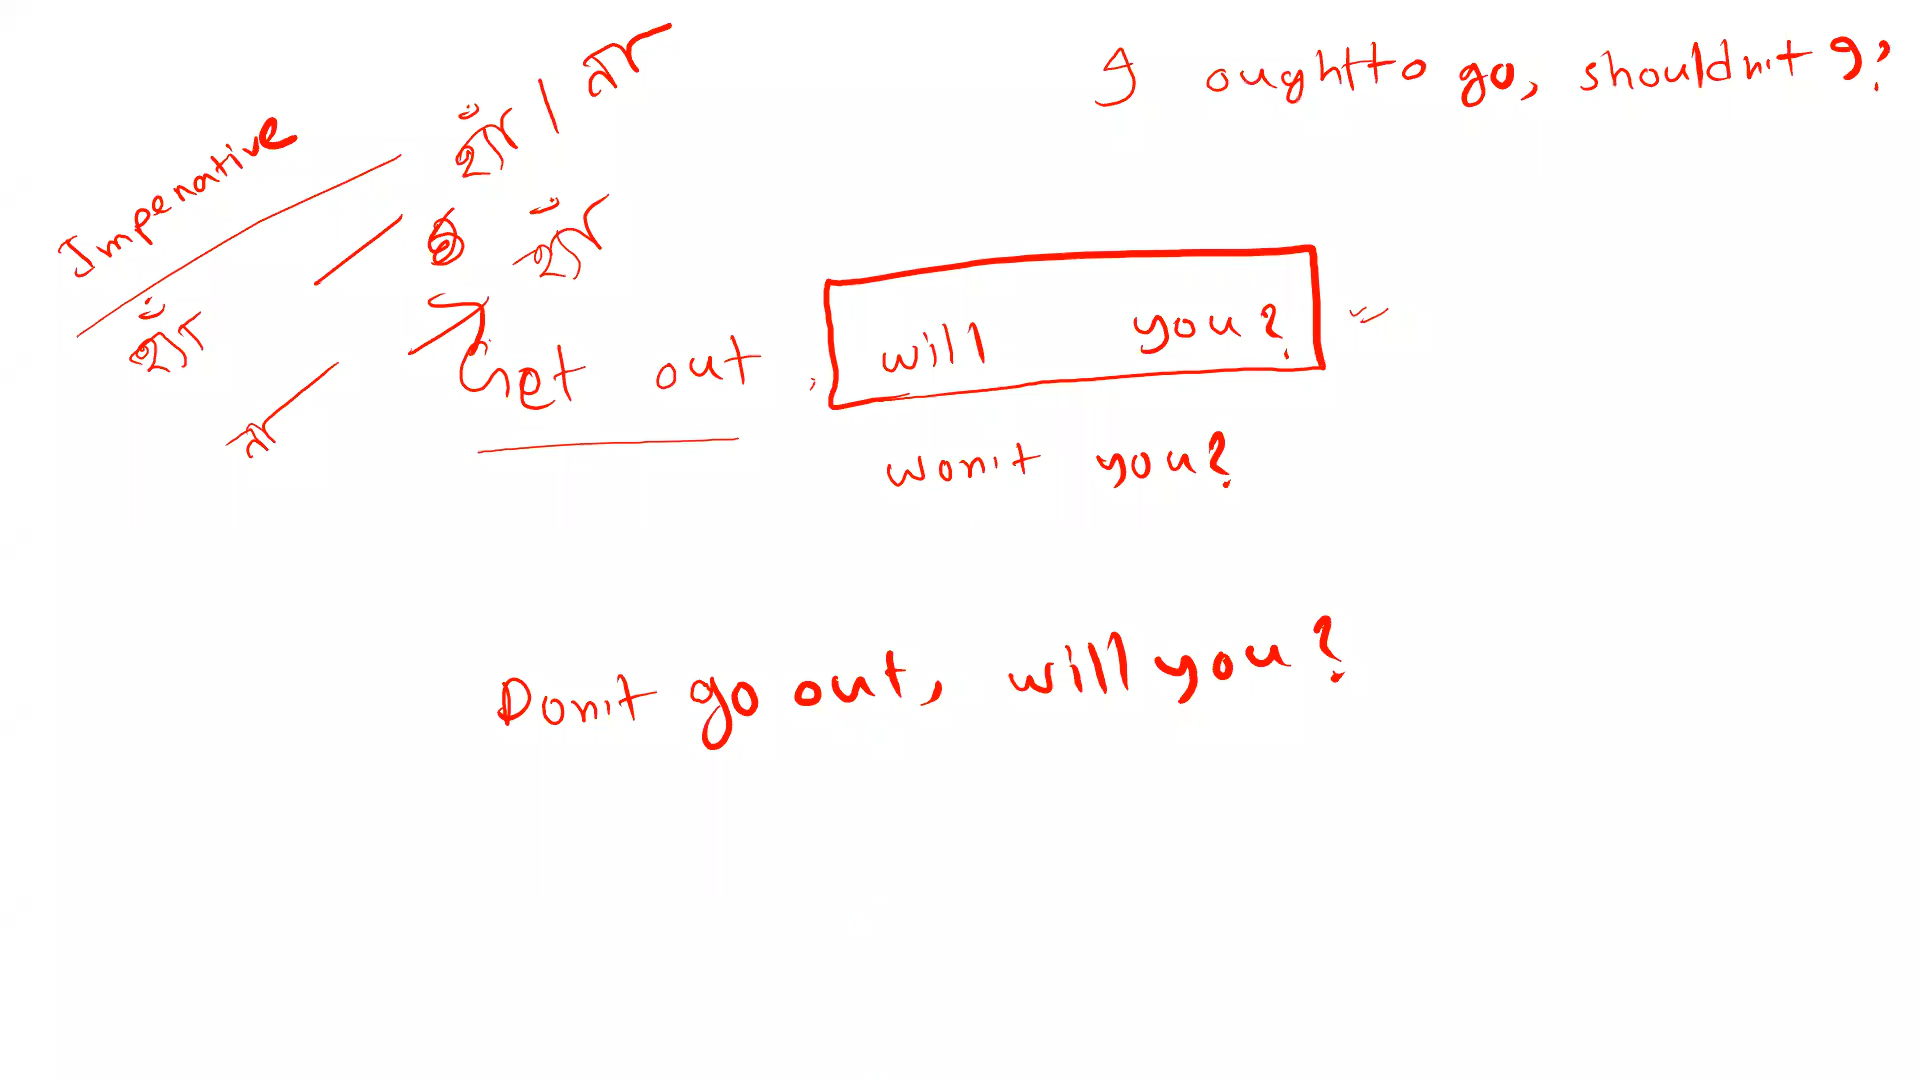 I ought to go, shouldn't I?
Imperative
হ্যাঁ / না
হ্যাঁ — হ্যাঁ
না
Get out, will you?
won't you?
Don't go out, will you?